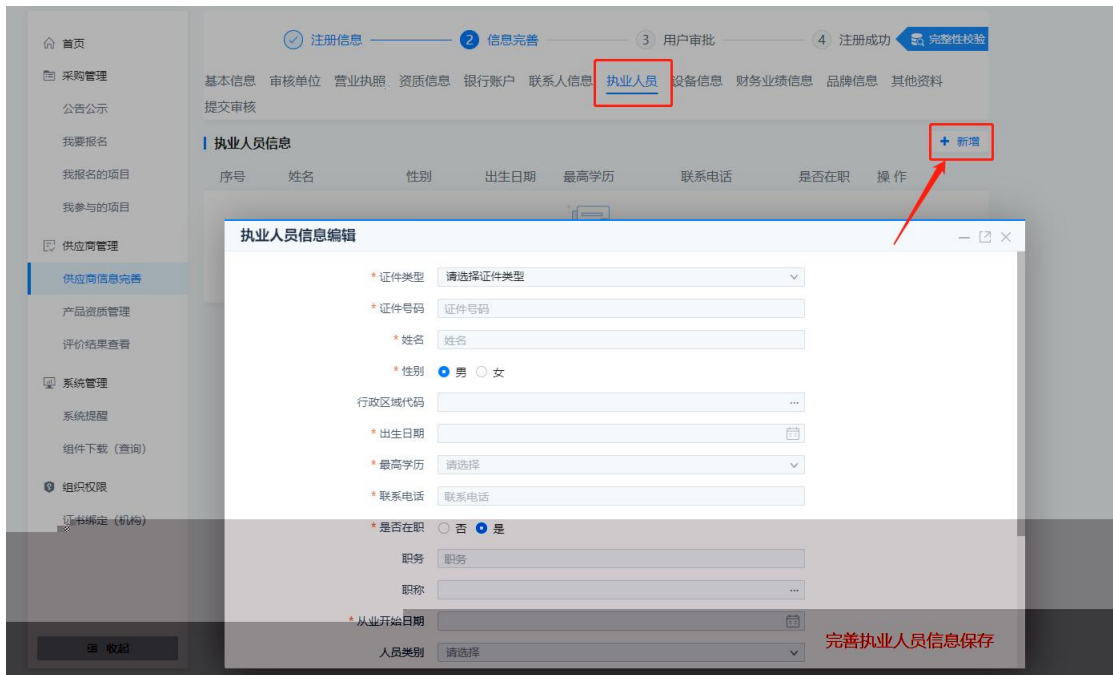 首页
采购管理
公告公示
我要报名
我报名的项目
我参与的项目
供应商管理
供应商信息完善
产品资质管理
评价结果查看
系统管理
系统提醒
组件下载（查询）
组织权限
证书绑定（机构）
收起
注册信息 2 信息完善 3 用户审批 4 注册成功 完整性校验
基本信息 审核单位 营业执照 资质信息 银行账户 联系人信息 执业人员 设备信息 财务业绩信息 品牌信息 其他资料
提交审核
执业人员信息 + 新增
序号 姓名 性别 出生日期 最高学历 联系电话 是否在职 操作
执业人员信息编辑
* 证件类型 请选择证件类型
* 证件号码 证件号码
* 姓名 姓名
* 性别 男 女
行政区域代码 ...
* 出生日期
* 最高学历 请选择
* 联系电话 联系电话
* 是否在职 否 是
职务 职务
职称 ...
* 从业开始日期
人员类别 请选择
完善执业人员信息保存